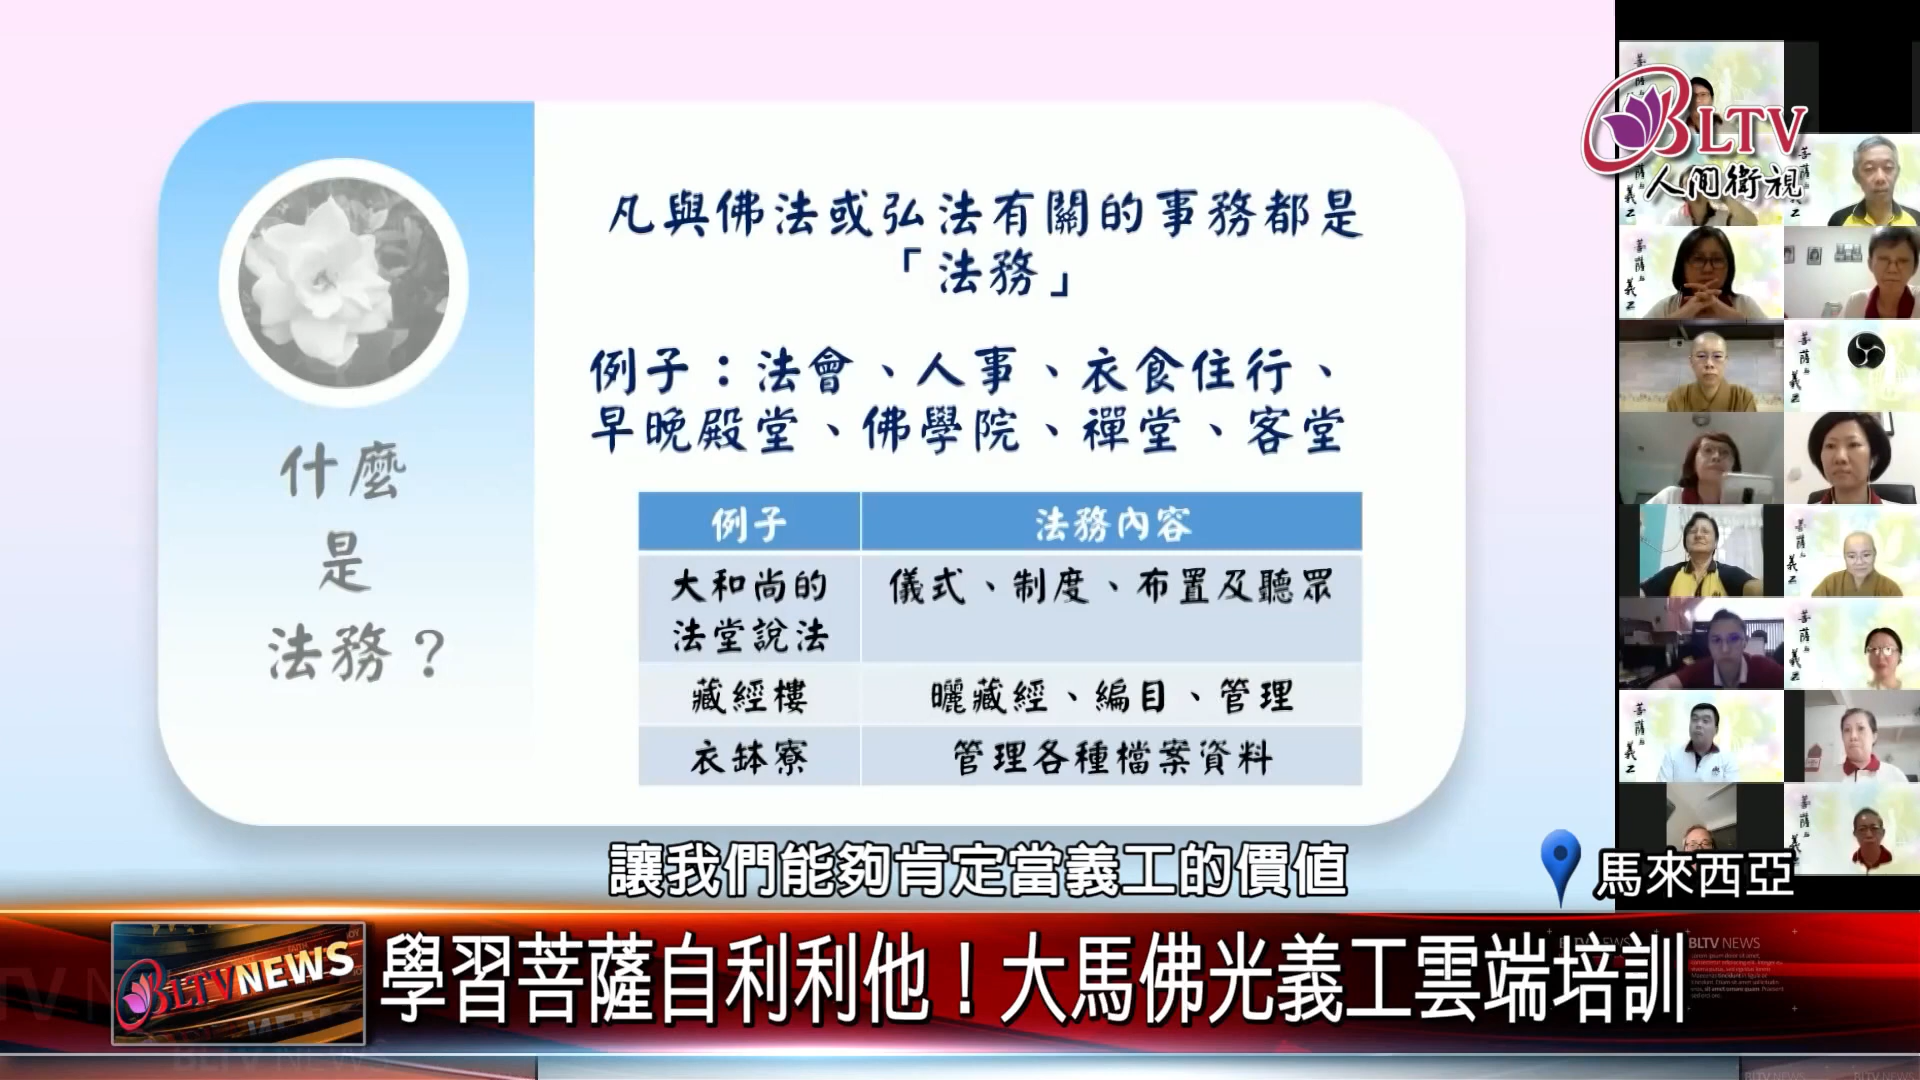 BLTV
人間衛視
凡與佛法或弘法有關的事務都是
「法務」
例子：法會、人事、衣食住行、
早晚殿堂、佛學院、禪堂、客堂
什麼
是
法務？
例子 法務內容
大和尚的 儀式、制度、布置及聽眾
法堂說法
藏經樓 曬藏經、編目、管理
衣缽寮 管理各種檔案資料
讓我們能夠肯定當義工的價值
馬來西亞
BLTVNEWS
學習菩薩自利利他！大馬佛光義工雲端培訓
BLTV NEWS